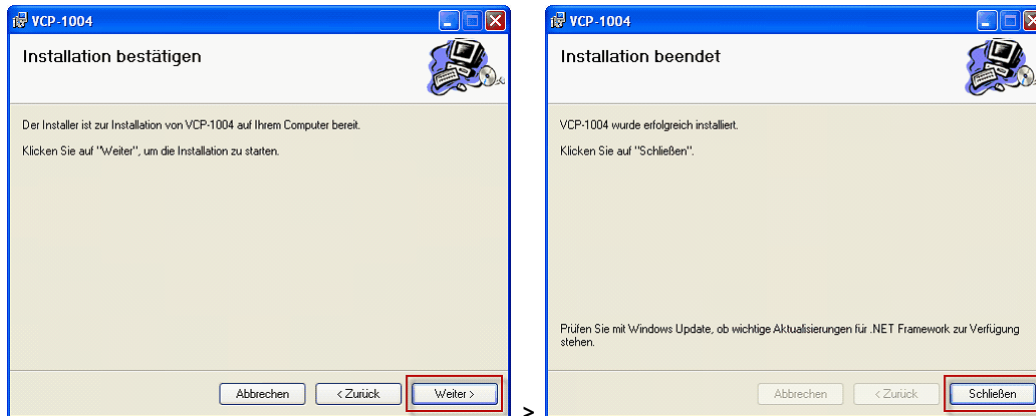 VCP-1004
Installation bestätigen
Der Installer ist zur Installation von VCP-1004 auf Ihrem Computer bereit.
Klicken Sie auf "Weiter", um die Installation zu starten.
Abbrechen
< Zurück
Weiter >
>
VCP-1004
Installation beendet
VCP-1004 wurde erfolgreich installiert.
Klicken Sie auf "Schließen".
Prüfen Sie mit Windows Update, ob wichtige Aktualisierungen für .NET Framework zur Verfügung
stehen.
Abbrechen
< Zurück
Schließen